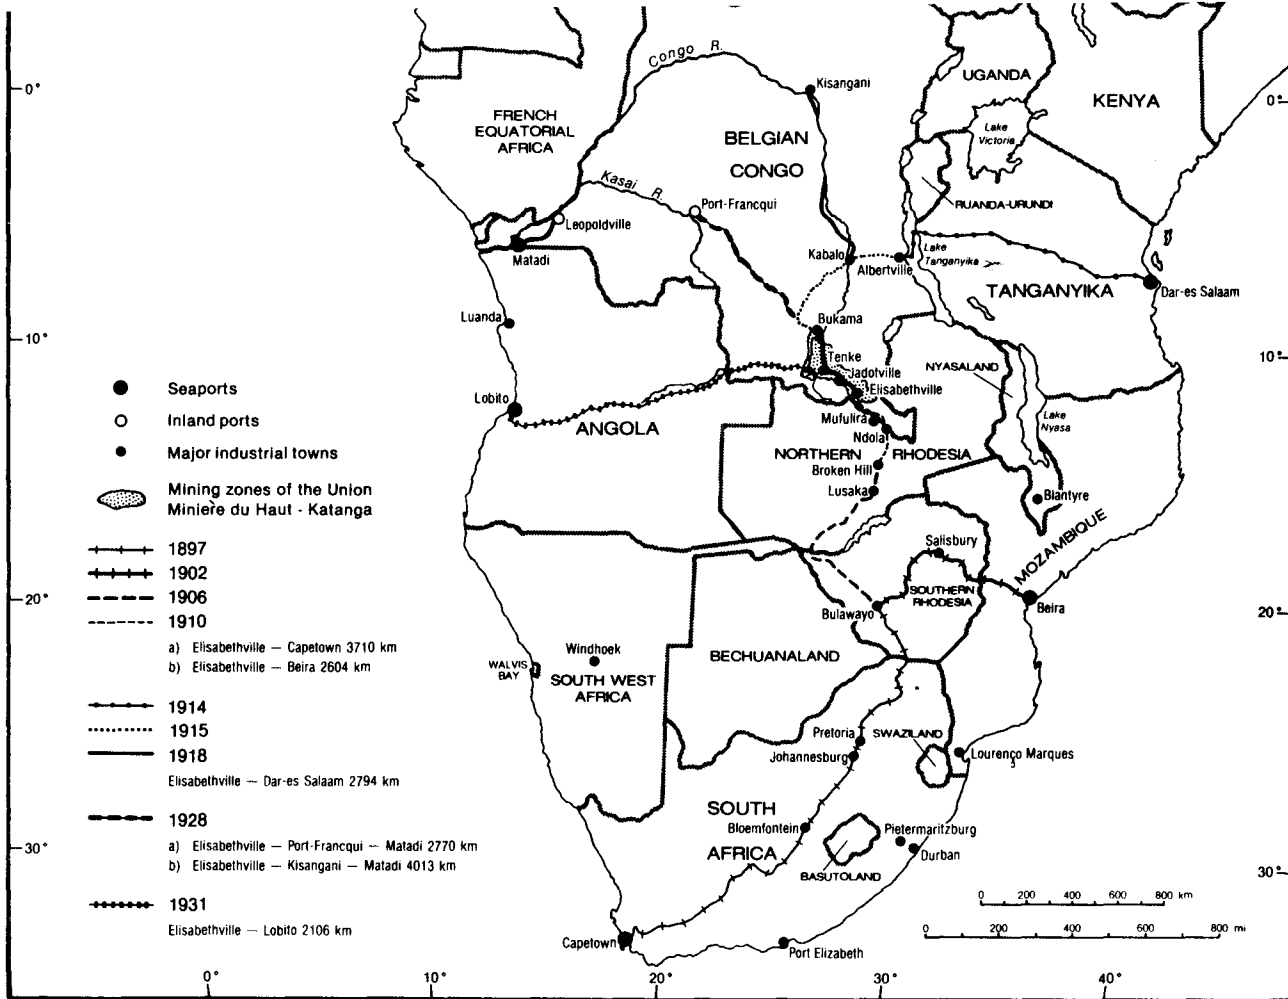 0°
10°
20°
30°
0°
10°
20°
30°
0°
10°
20°
30°
40°
Congo R.
Kisangani
UGANDA
KENYA
FRENCH
EQUATORIAL
AFRICA
BELGIAN
CONGO
Lake
Victoria
Kasai R.
Port-Francqui
RUANDA-URUNDI
Leopoldville
Matadi
Kabalo
Albertville
Lake
Tanganyika
TANGANYIKA
Dar-es Salaam
Luanda
Bukama
Tenke
Jadotville
Elisabethville
NYASALAND
Lobito
ANGOLA
Mufulira
Ndola
Lake
Nyasa
NORTHERN RHODESIA
Broken Hill
Lusaka
Blantyre
MOZAMBIQUE
Salisbury
SOUTHERN
RHODESIA
Beira
Bulawayo
Windhoek
WALVIS
BAY
SOUTH WEST
AFRICA
BECHUANALAND
Pretoria
SWAZILAND
Johannesburg
Lourenço Marques
SOUTH
AFRICA
Bloemfontein
Pietermaritzburg
Durban
BASUTOLAND
Capetown
Port Elizabeth
Seaports
Inland ports
Major industrial towns
Mining zones of the Union
Minière du Haut - Katanga
1897
1902
1906
1910
a) Elisabethville — Capetown 3710 km
b) Elisabethville — Beira 2604 km
1914
1915
1918
Elisabethville — Dar-es Salaam 2794 km
1928
a) Elisabethville — Port-Francqui — Matadi 2770 km
b) Elisabethville — Kisangani — Matadi 4013 km
1931
Elisabethville — Lobito 2106 km
0 200 400 600 800 km
0 200 400 600 800 mi